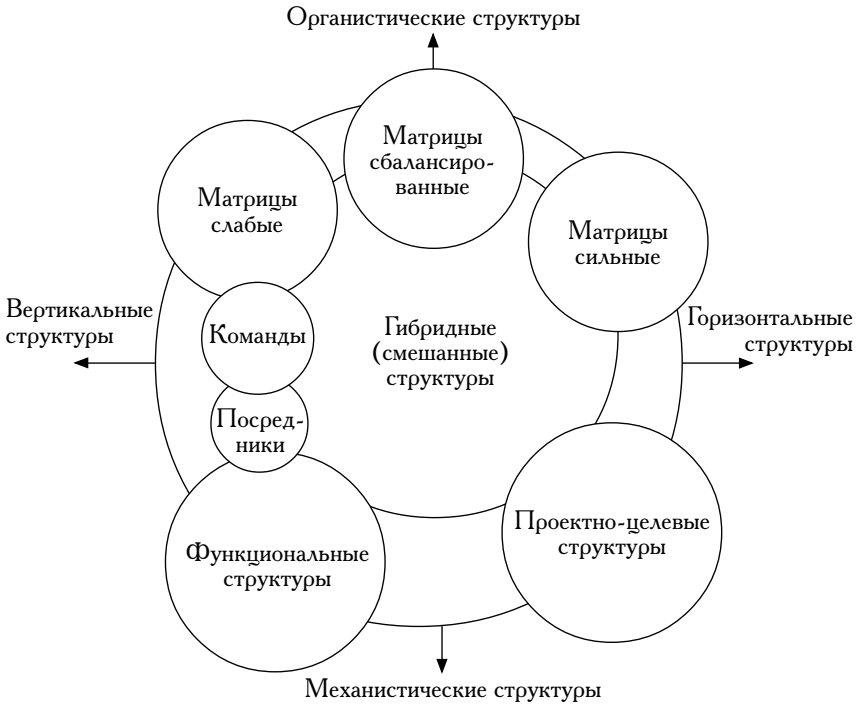 Органистические структуры
Матрицы
сбалансиро-
ванные
Матрицы
слабые
Матрицы
сильные
Вертикальные
структуры
Команды
Гибридные
(смешанные)
структуры
Горизонтальные
структуры
Посред-
ники
Проектно-целевые
структуры
Функциональные
структуры
Механистические структуры